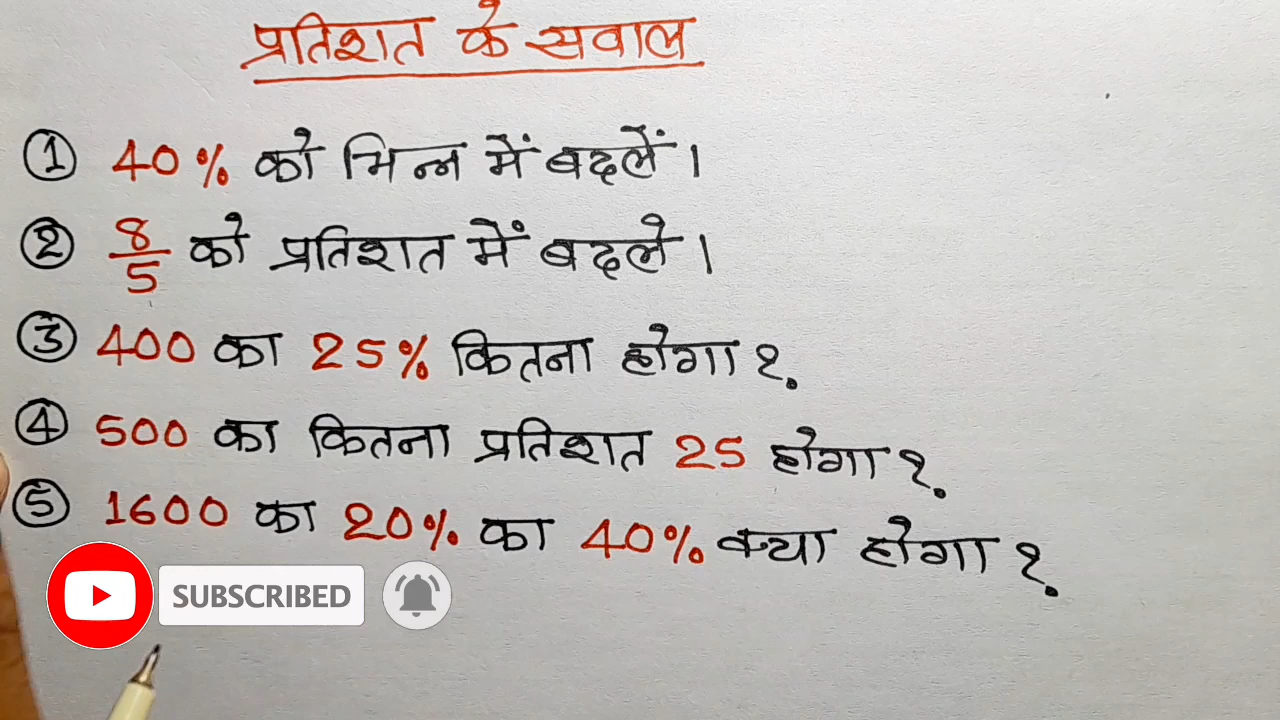 प्रतिशत के सवाल
① 40% को भिन्न में बदलें।
② 8/5 को प्रतिशत में बदले।
③ 400 का 25% कितना होगा?
④ 500 का कितना प्रतिशत 25 होगा?
⑤ 1600 का 20% का 40% क्या होगा?
SUBSCRIBED